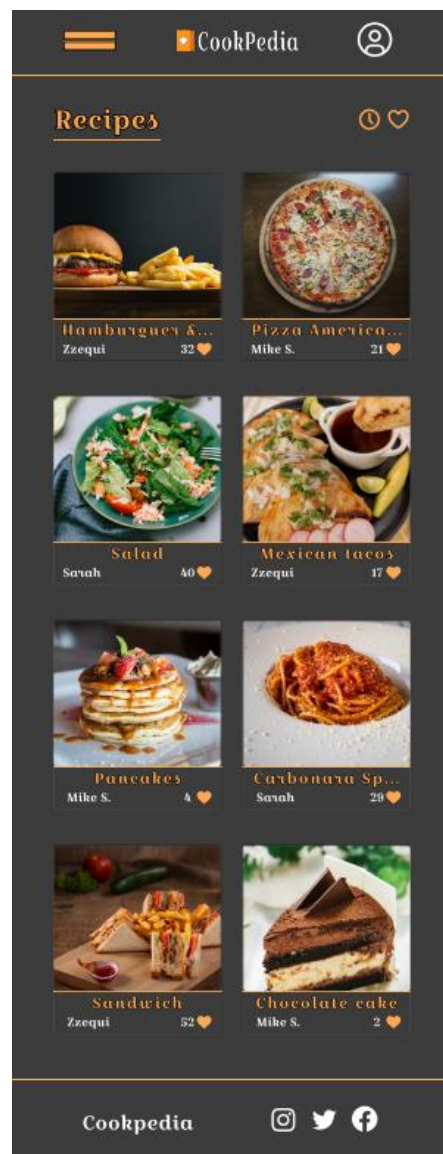 CookPedia
Recipes
Hamburguer &...
Zzequi 32
Pizza America...
Mike S. 21
Salad
Sarah 40
Mexican tacos
Zzequi 17
Pancakes
Mike S. 4
Carbonara Sp...
Sarah 29
Sandwich
Zzequi 52
Chocolate cake
Mike S. 2
Cookpedia